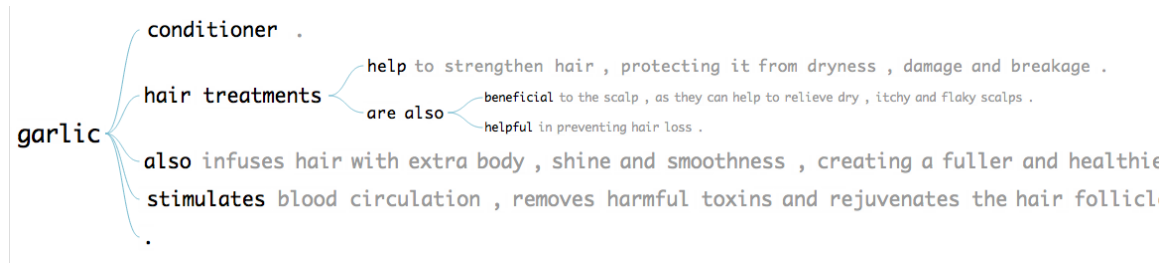 conditioner .
help to strengthen hair , protecting it from dryness , damage and breakage .
hair treatments
beneficial to the scalp , as they can help to relieve dry , itchy and flaky scalps .
are also
helpful in preventing hair loss .
garlic
also infuses hair with extra body , shine and smoothness , creating a fuller and
stimulates blood circulation , removes harmful toxins and rejuvenates the hair
.